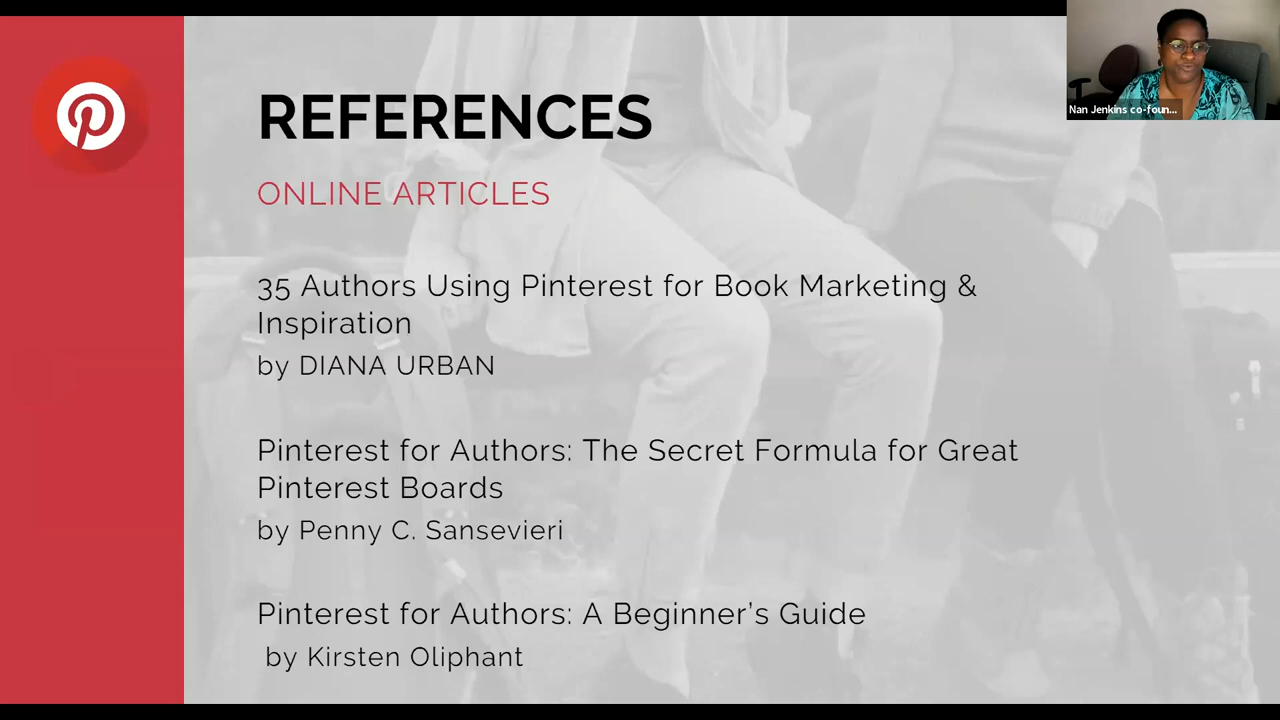 REFERENCES
ONLINE ARTICLES
35 Authors Using Pinterest for Book Marketing &
Inspiration
by DIANA URBAN
Pinterest for Authors: The Secret Formula for Great
Pinterest Boards
by Penny C. Sansevieri
Pinterest for Authors: A Beginner’s Guide
by Kirsten Oliphant
Nan Jenkins co-foun...